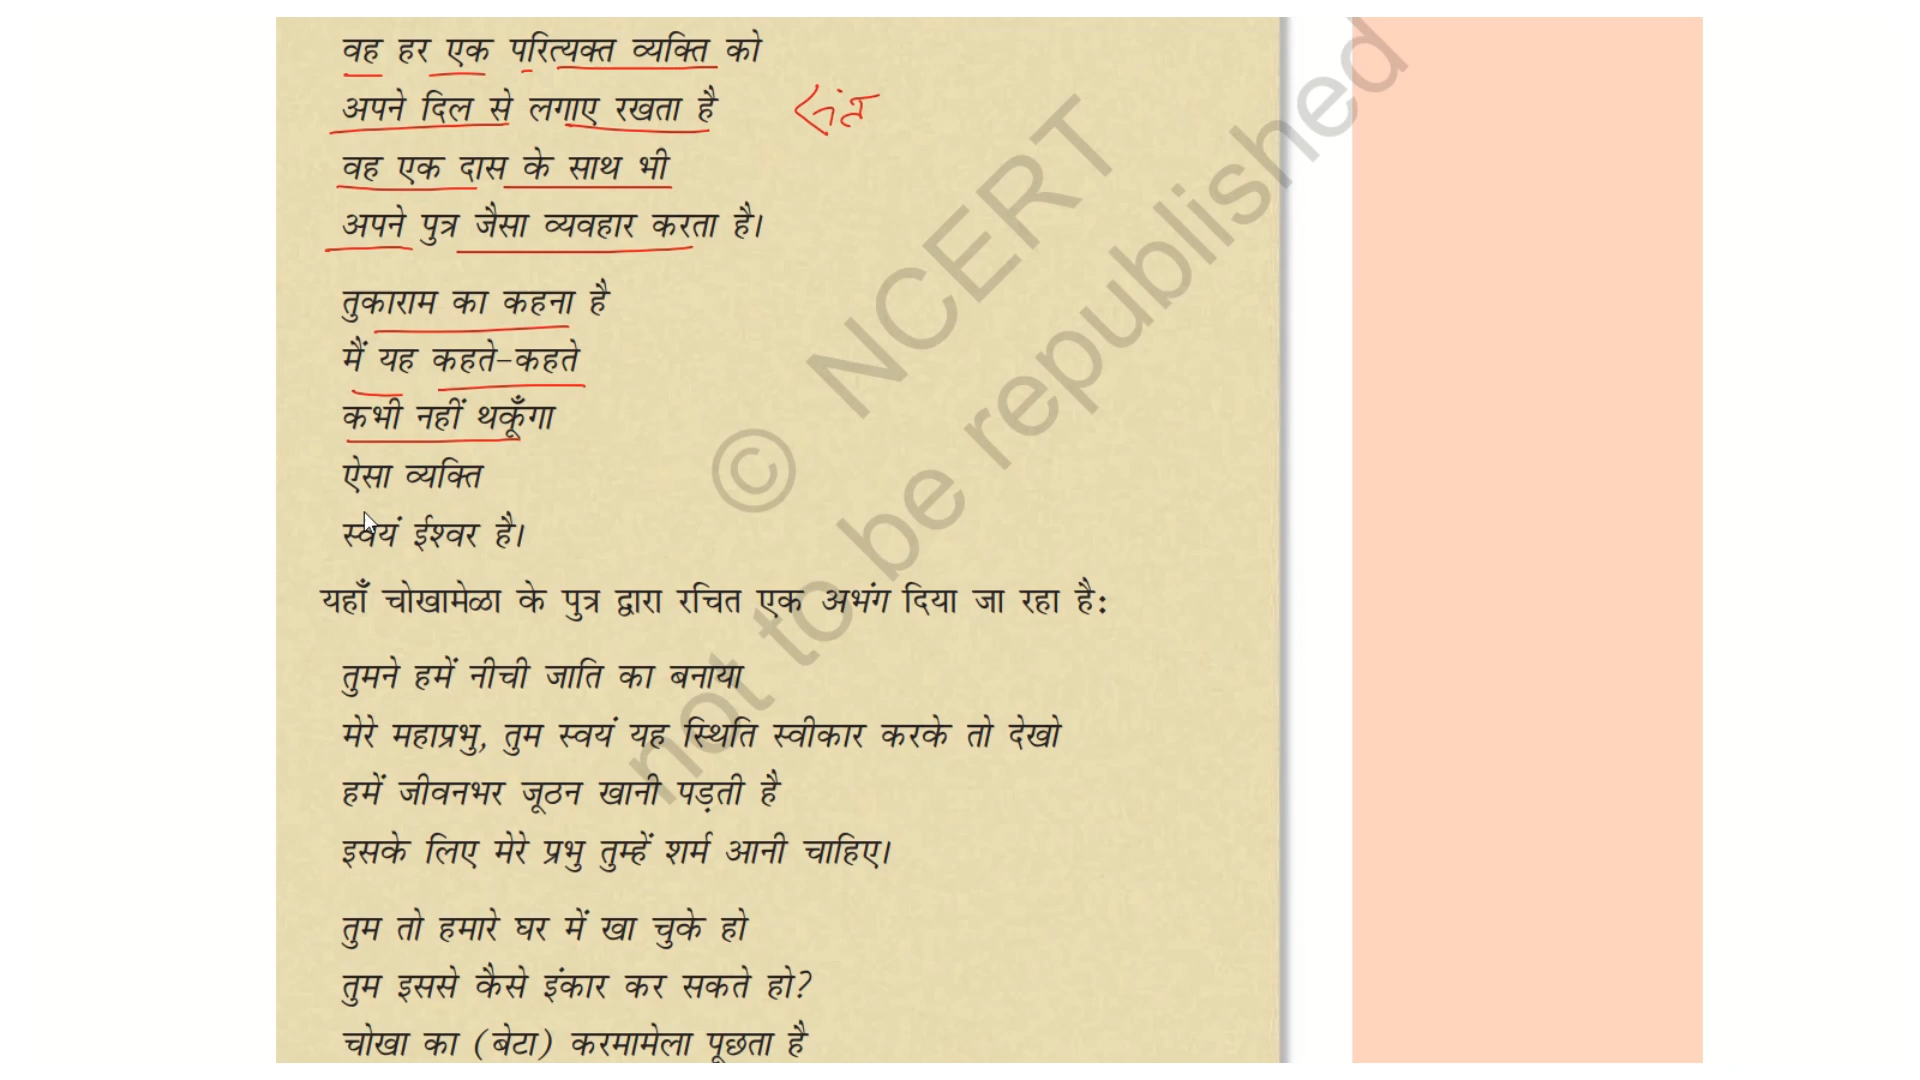 वह हर एक परित्यक्त व्यक्ति को
अपने दिल से लगाए रखता है
संत
वह एक दास के साथ भी
अपने पुत्र जैसा व्यवहार करता है।
तुकाराम का कहना है
मैं यह कहते-कहते
कभी नहीं थकूँगा
ऐसा व्यक्ति
स्वयं ईश्वर है।
यहाँ चोखामेळा के पुत्र द्वारा रचित एक अभंग दिया जा रहा है:
तुमने हमें नीची जाति का बनाया
मेरे महाप्रभु, तुम स्वयं यह स्थिति स्वीकार करके तो देखो
हमें जीवनभर जूठन खानी पड़ती है
इसके लिए मेरे प्रभु तुम्हें शर्म आनी चाहिए।
तुम तो हमारे घर में खा चुके हो
तुम इससे कैसे इंकार कर सकते हो?
चोखा का (बेटा) करमामेला पूछता है
© NCERT
not to be republished